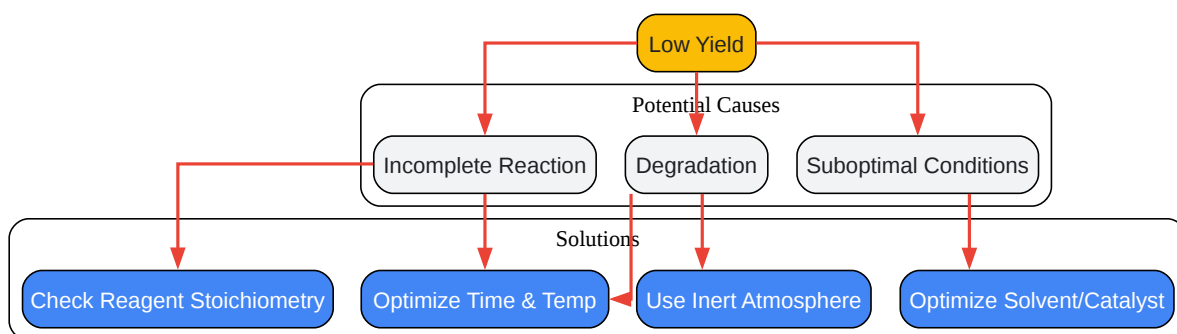 Low Yield
Potential Causes
Incomplete Reaction
Degradation
Suboptimal Conditions
Solutions
Check Reagent Stoichiometry
Optimize Time & Temp
Use Inert Atmosphere
Optimize Solvent/Catalyst